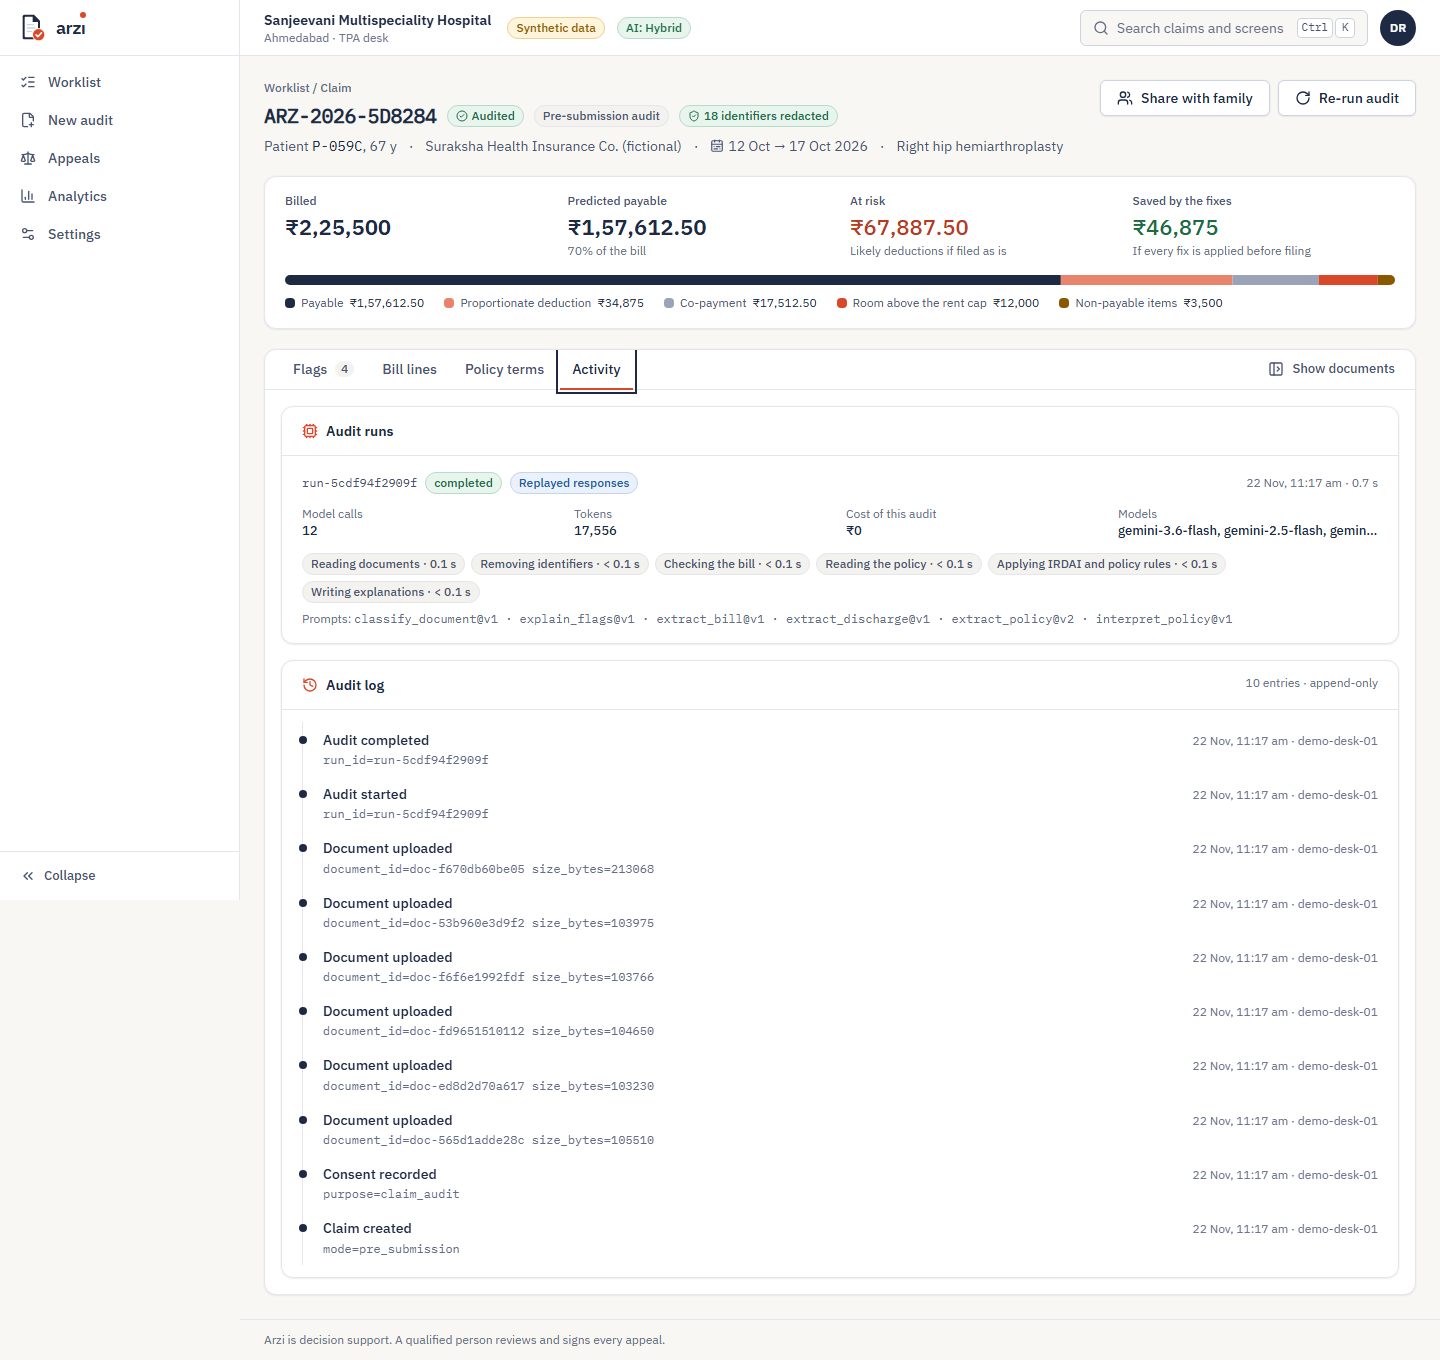 arzı
Sanjeevani Multispeciality Hospital
Ahmedabad · TPA desk
Synthetic data
AI: Hybrid
Search claims and screens
Ctrl K
DR
Worklist
New audit
Appeals
Analytics
Settings
Collapse
Worklist / Claim
ARZ-2026-5D8284
Audited
Pre-submission audit
18 identifiers redacted
Share with family
Re-run audit
Patient P-059C, 67 y · Suraksha Health Insurance Co. (fictional) · 12 Oct → 17 Oct 2026 · Right hip hemiarthroplasty
Billed
₹2,25,500
Predicted payable
₹1,57,612.50
70% of the bill
At risk
₹67,887.50
Likely deductions if filed as is
Saved by the fixes
₹46,875
If every fix is applied before filing
Payable ₹1,57,612.50
Proportionate deduction ₹34,875
Co-payment ₹17,512.50
Room above the rent cap ₹12,000
Non-payable items ₹3,500
Flags 4
Bill lines
Policy terms
Activity
Show documents
Audit runs
run-5cdf94f2909f completed Replayed responses
22 Nov, 11:17 am · 0.7 s
Model calls
12
Tokens
17,556
Cost of this audit
₹0
Models
gemini-3.6-flash, gemini-2.5-flash, gemin...
Reading documents · 0.1 s
Removing identifiers · < 0.1 s
Checking the bill · < 0.1 s
Reading the policy · < 0.1 s
Applying IRDAI and policy rules · < 0.1 s
Writing explanations · < 0.1 s
Prompts: classify_document@v1 · explain_flags@v1 · extract_bill@v1 · extract_discharge@v1 · extract_policy@v2 · interpret_policy@v1
Audit log
10 entries · append-only
Audit completed
22 Nov, 11:17 am · demo-desk-01
run_id=run-5cdf94f2909f
Audit started
22 Nov, 11:17 am · demo-desk-01
run_id=run-5cdf94f2909f
Document uploaded
22 Nov, 11:17 am · demo-desk-01
document_id=doc-f670db60be05 size_bytes=213068
Document uploaded
22 Nov, 11:17 am · demo-desk-01
document_id=doc-53b960e3d9f2 size_bytes=103975
Document uploaded
22 Nov, 11:17 am · demo-desk-01
document_id=doc-f6f6e1992fdf size_bytes=103766
Document uploaded
22 Nov, 11:17 am · demo-desk-01
document_id=doc-fd9651510112 size_bytes=104650
Document uploaded
22 Nov, 11:17 am · demo-desk-01
document_id=doc-ed8d2d70a617 size_bytes=103230
Document uploaded
22 Nov, 11:17 am · demo-desk-01
document_id=doc-565d1adde28c size_bytes=105510
Consent recorded
22 Nov, 11:17 am · demo-desk-01
purpose=claim_audit
Claim created
22 Nov, 11:17 am · demo-desk-01
mode=pre_submission
Arzi is decision support. A qualified person reviews and signs every appeal.